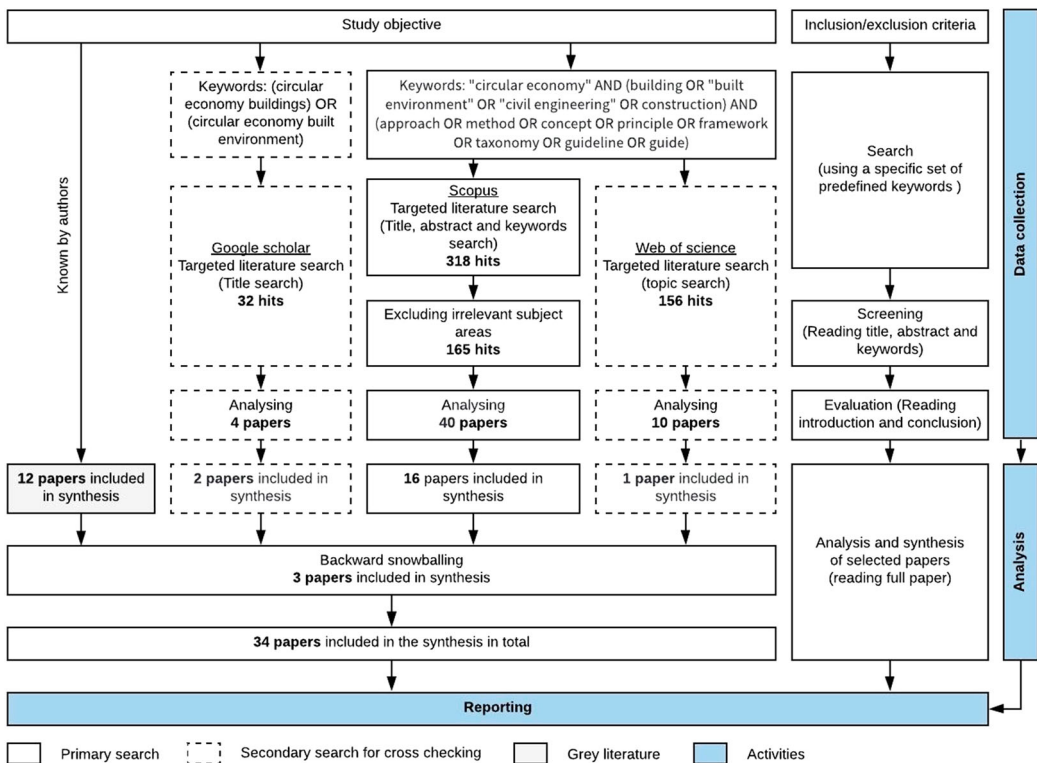 Study objective
Inclusion/exclusion criteria
Known by authors
Keywords: (circular
economy buildings) OR
(circular economy built
environment)
Keywords: "circular economy" AND (building OR "built
environment" OR "civil engineering" OR construction) AND
(approach OR method OR concept OR principle OR framework
OR taxonomy OR guideline OR guide)
Search
(using a specific set of
predefined keywords )
Data collection
Google scholar
Targeted literature search
(Title search)
32 hits
Scopus
Targeted literature search
(Title, abstract and keywords
search)
318 hits
Web of science
Targeted literature search
(topic search)
156 hits
Excluding irrelevant subject
areas
165 hits
Screening
(Reading title, abstract and
keywords)
Analysing
4 papers
Analysing
40 papers
Analysing
10 papers
Evaluation (Reading
introduction and conclusion)
12 papers included
in synthesis
2 papers included in
synthesis
16 papers included in
synthesis
1 paper included in
synthesis
Analysis and synthesis
of selected papers
(reading full paper)
Analysis
Backward snowballing
3 papers included in synthesis
34 papers included in the synthesis in total
Reporting
Primary search
Secondary search for cross checking
Grey literature
Activities